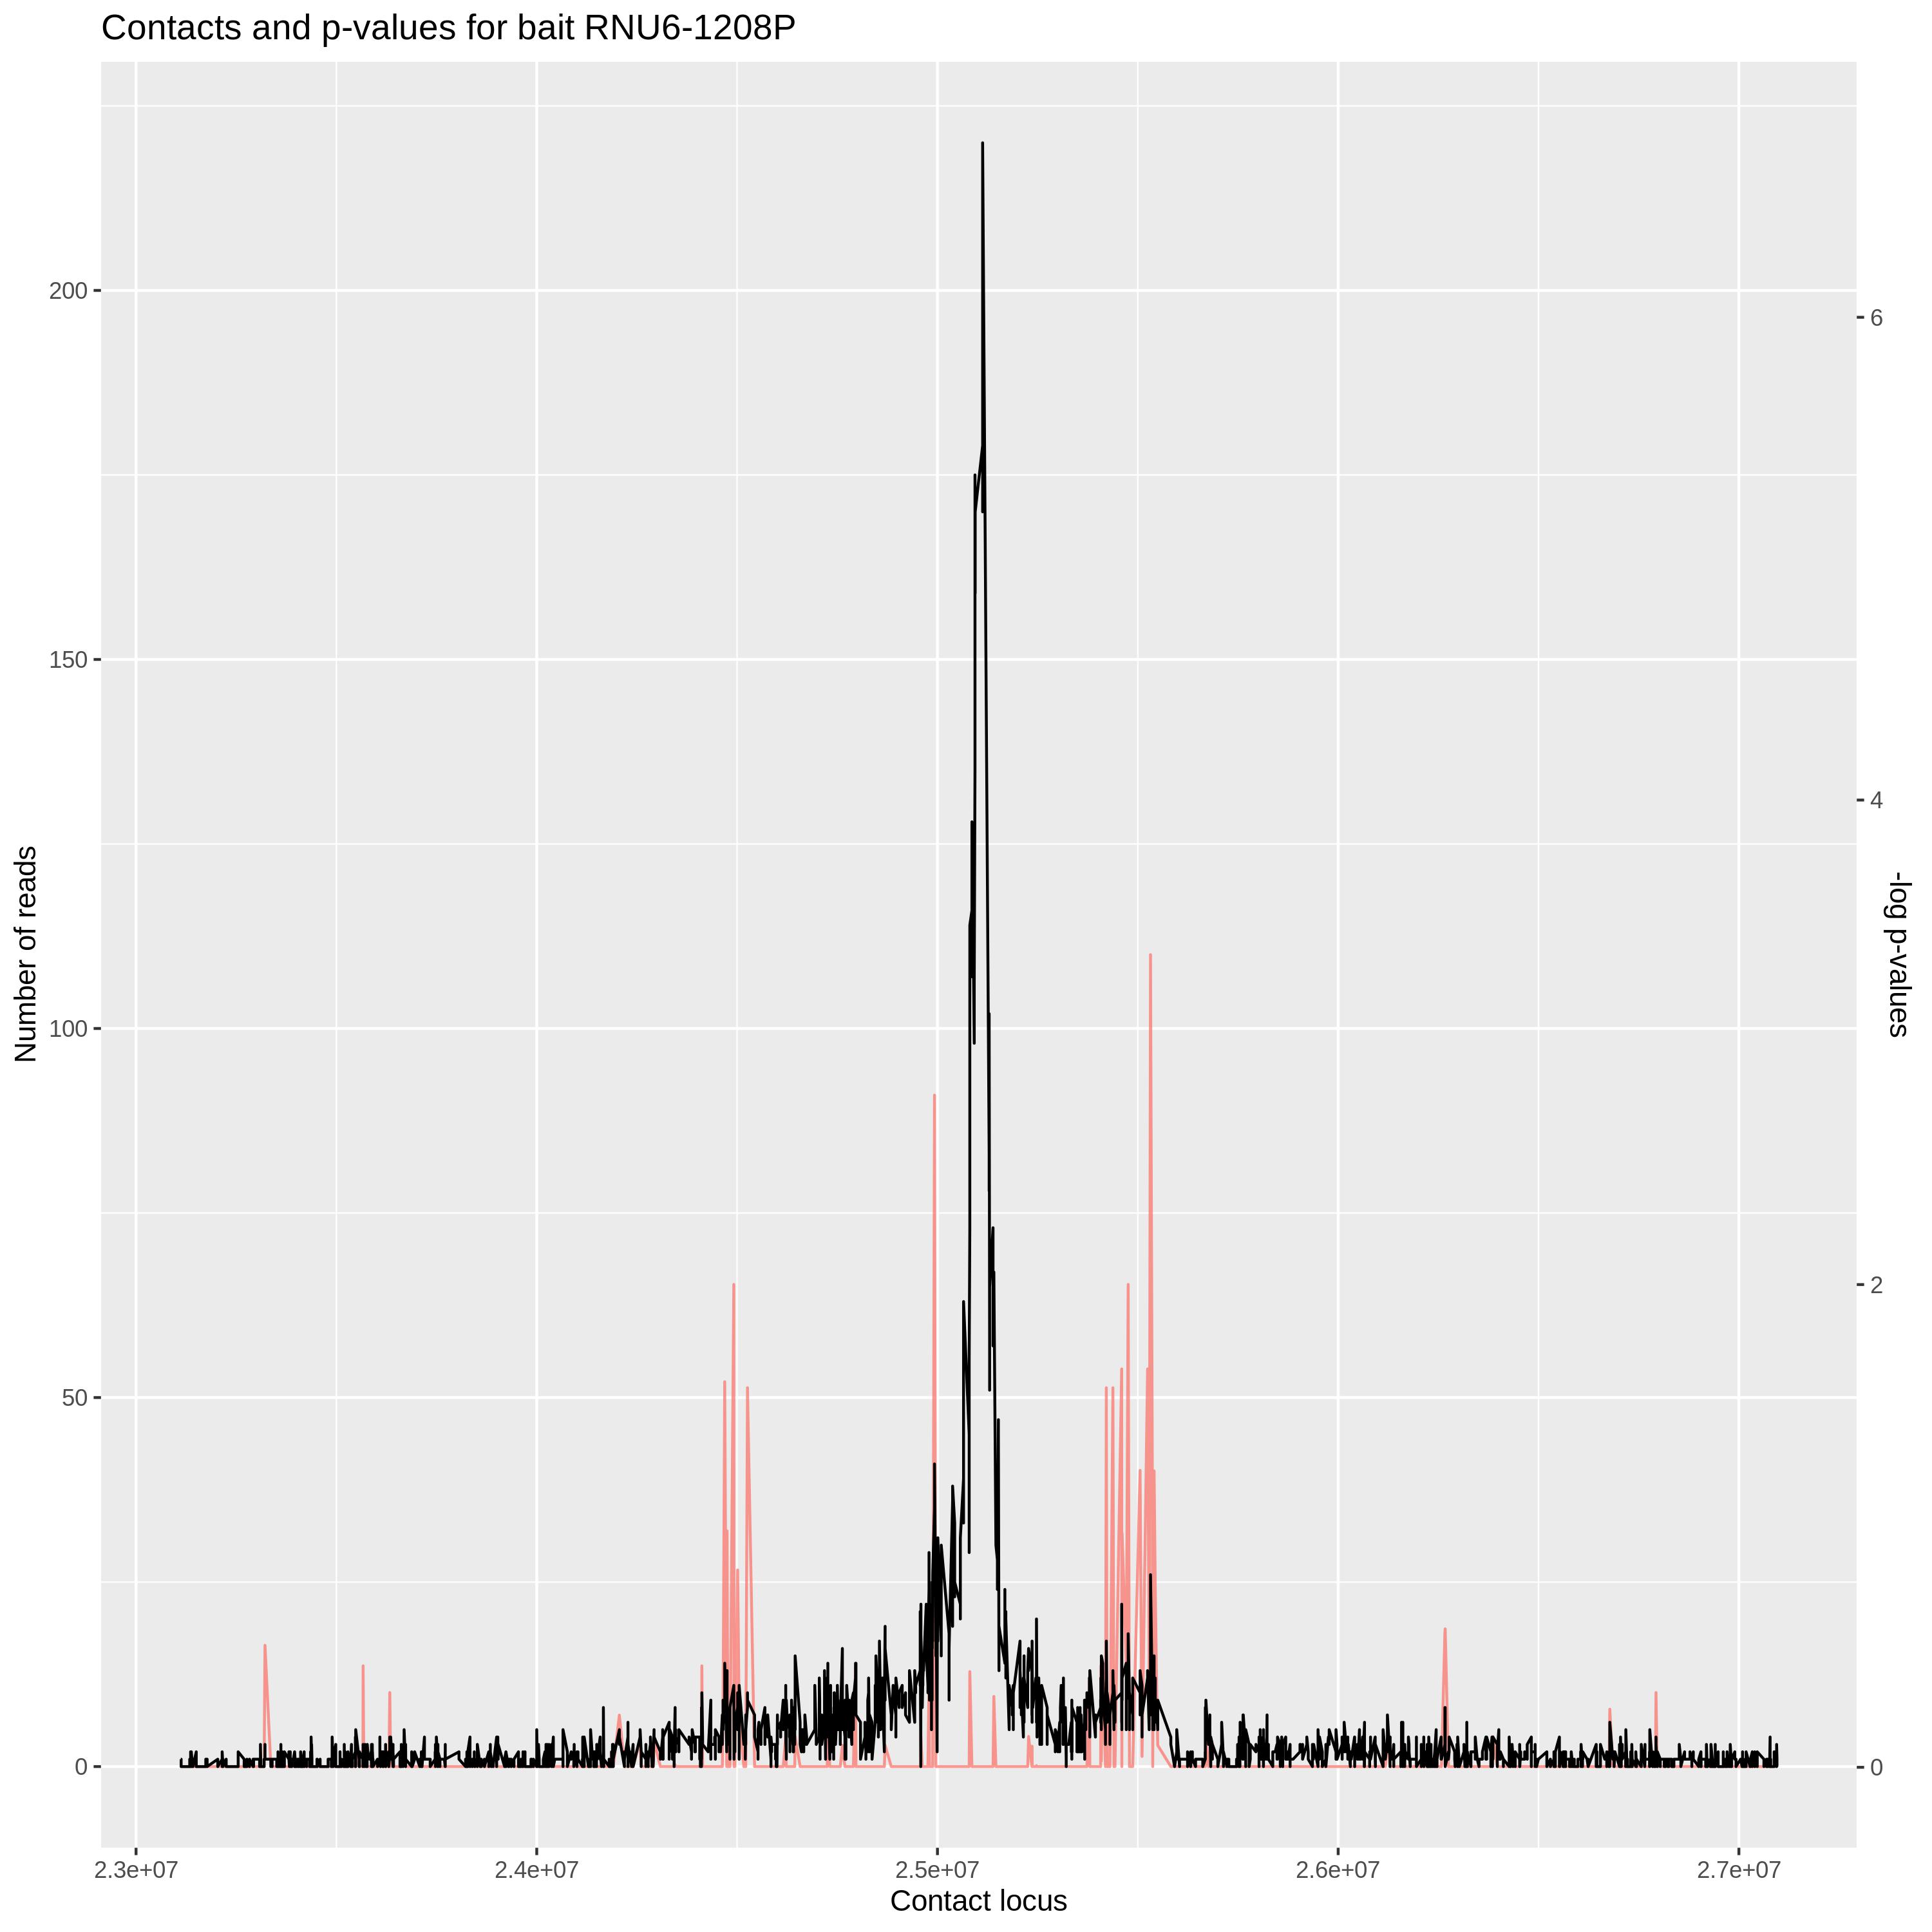 Contacts and p-values for bait RNU6-1208P
200
150
100
50
0
Number of reads
6
4
2
0
-log p-values
2.3e+07
2.4e+07
2.5e+07
2.6e+07
2.7e+07
Contact locus